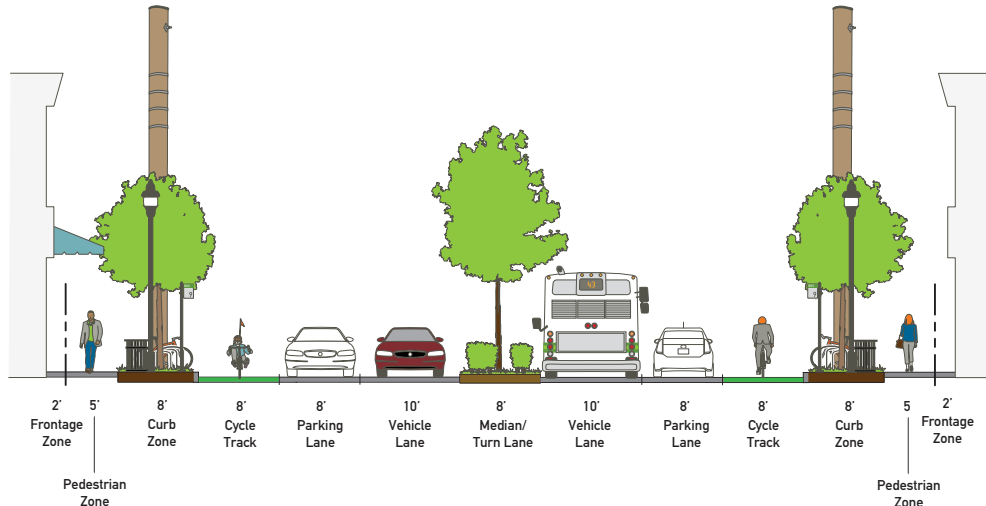 43
2’ 5’ 8’ 8’ 8’ 10’ 8’ 10’ 8’ 8’ 8’ 5 2’
Frontage
Zone
Curb
Zone
Cycle
Track
Parking
Lane
Vehicle
Lane
Median/
Turn Lane
Vehicle
Lane
Parking
Lane
Cycle
Track
Curb
Zone
Frontage
Zone
Pedestrian
Zone
Pedestrian
Zone